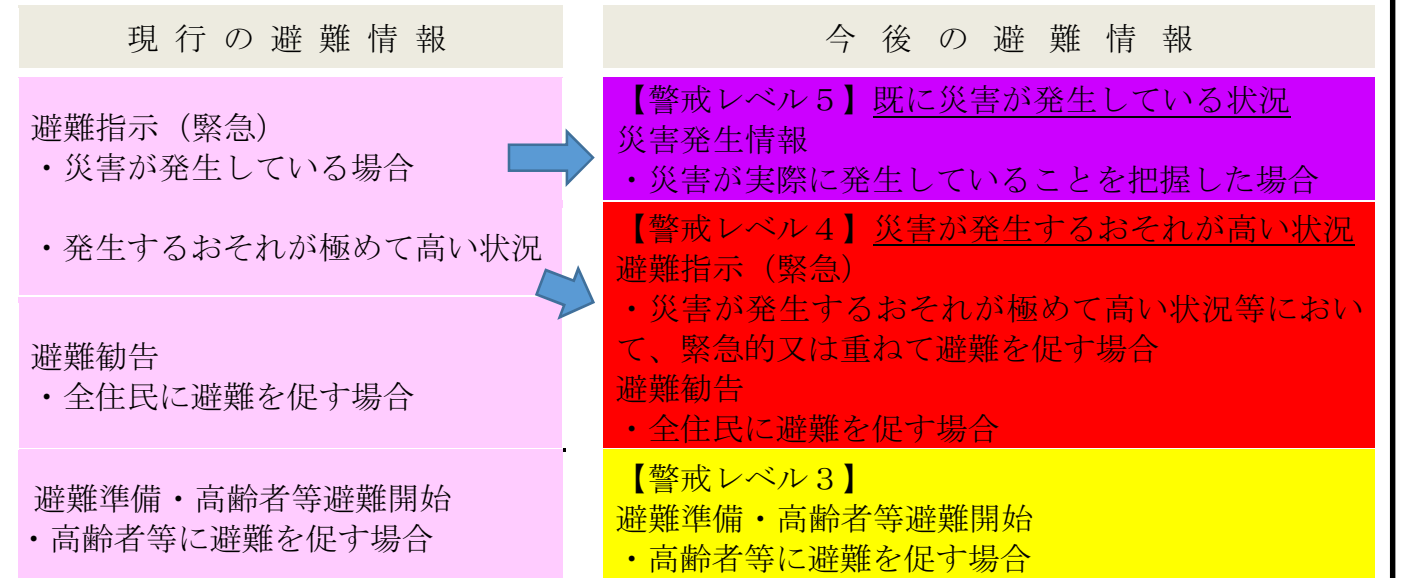 現行の避難情報
避難指示（緊急）
・災害が発生している場合
・発生するおそれが極めて高い状況
避難勧告
・全住民に避難を促す場合
避難準備・高齢者等避難開始
・高齢者等に避難を促す場合
今後の避難情報
【警戒レベル５】既に災害が発生している状況
災害発生情報
・災害が実際に発生していることを把握した場合
【警戒レベル４】災害が発生するおそれが高い状況
避難指示（緊急）
・災害が発生するおそれが極めて高い状況等におい
て、緊急的又は重ねて避難を促す場合
避難勧告
・全住民に避難を促す場合
【警戒レベル３】
避難準備・高齢者等避難開始
・高齢者等に避難を促す場合